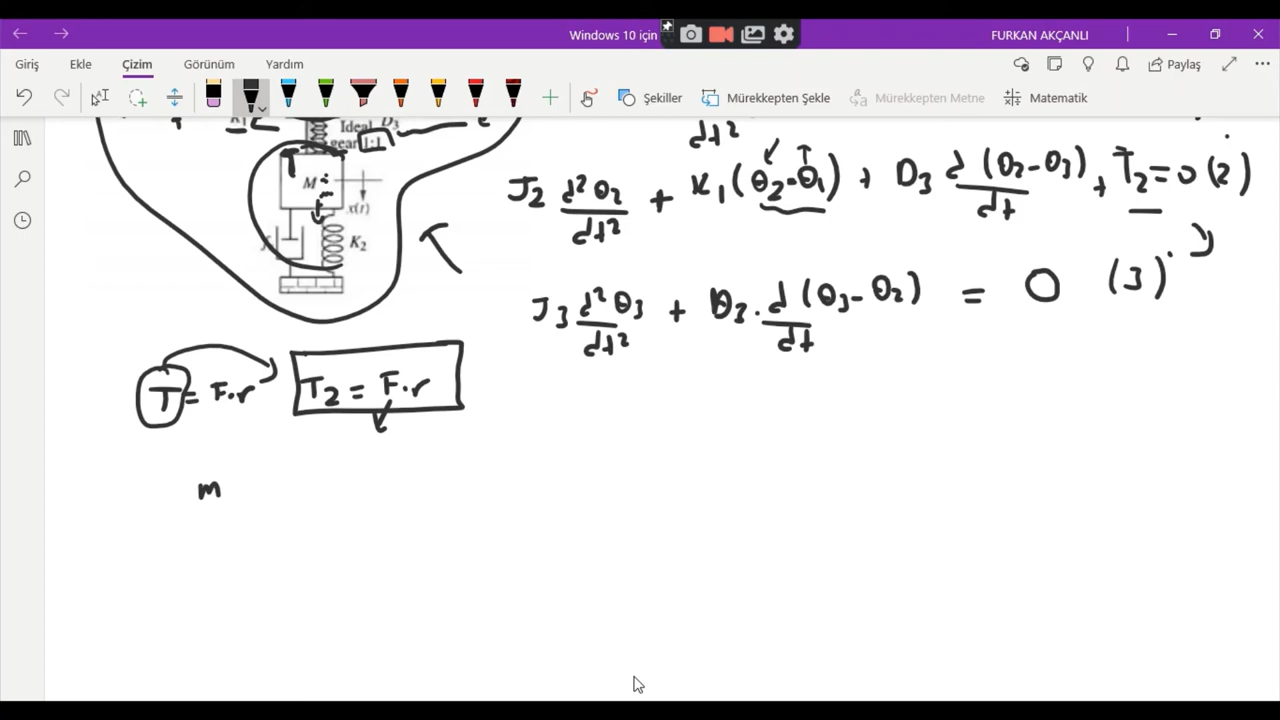 Windows 10 için
FURKAN AKÇANLI
Giriş Ekle Çizim Görünüm Yardım
Paylaş
Şekiller Mürekkepten Şekle Mürekkepten Metne Matematik
K1
Ideal
gear 1:1
D3
M
x(t)
K2
dt²
J2 d²θ2/dt² + K1(θ2-θ1) + D3 d(θ2-θ3)/dt + T2 = 0 (2)
J3 d²θ3/dt² + D3 . d(θ3-θ2)/dt = 0 (3)
T = F.r
T2 = F.r
m